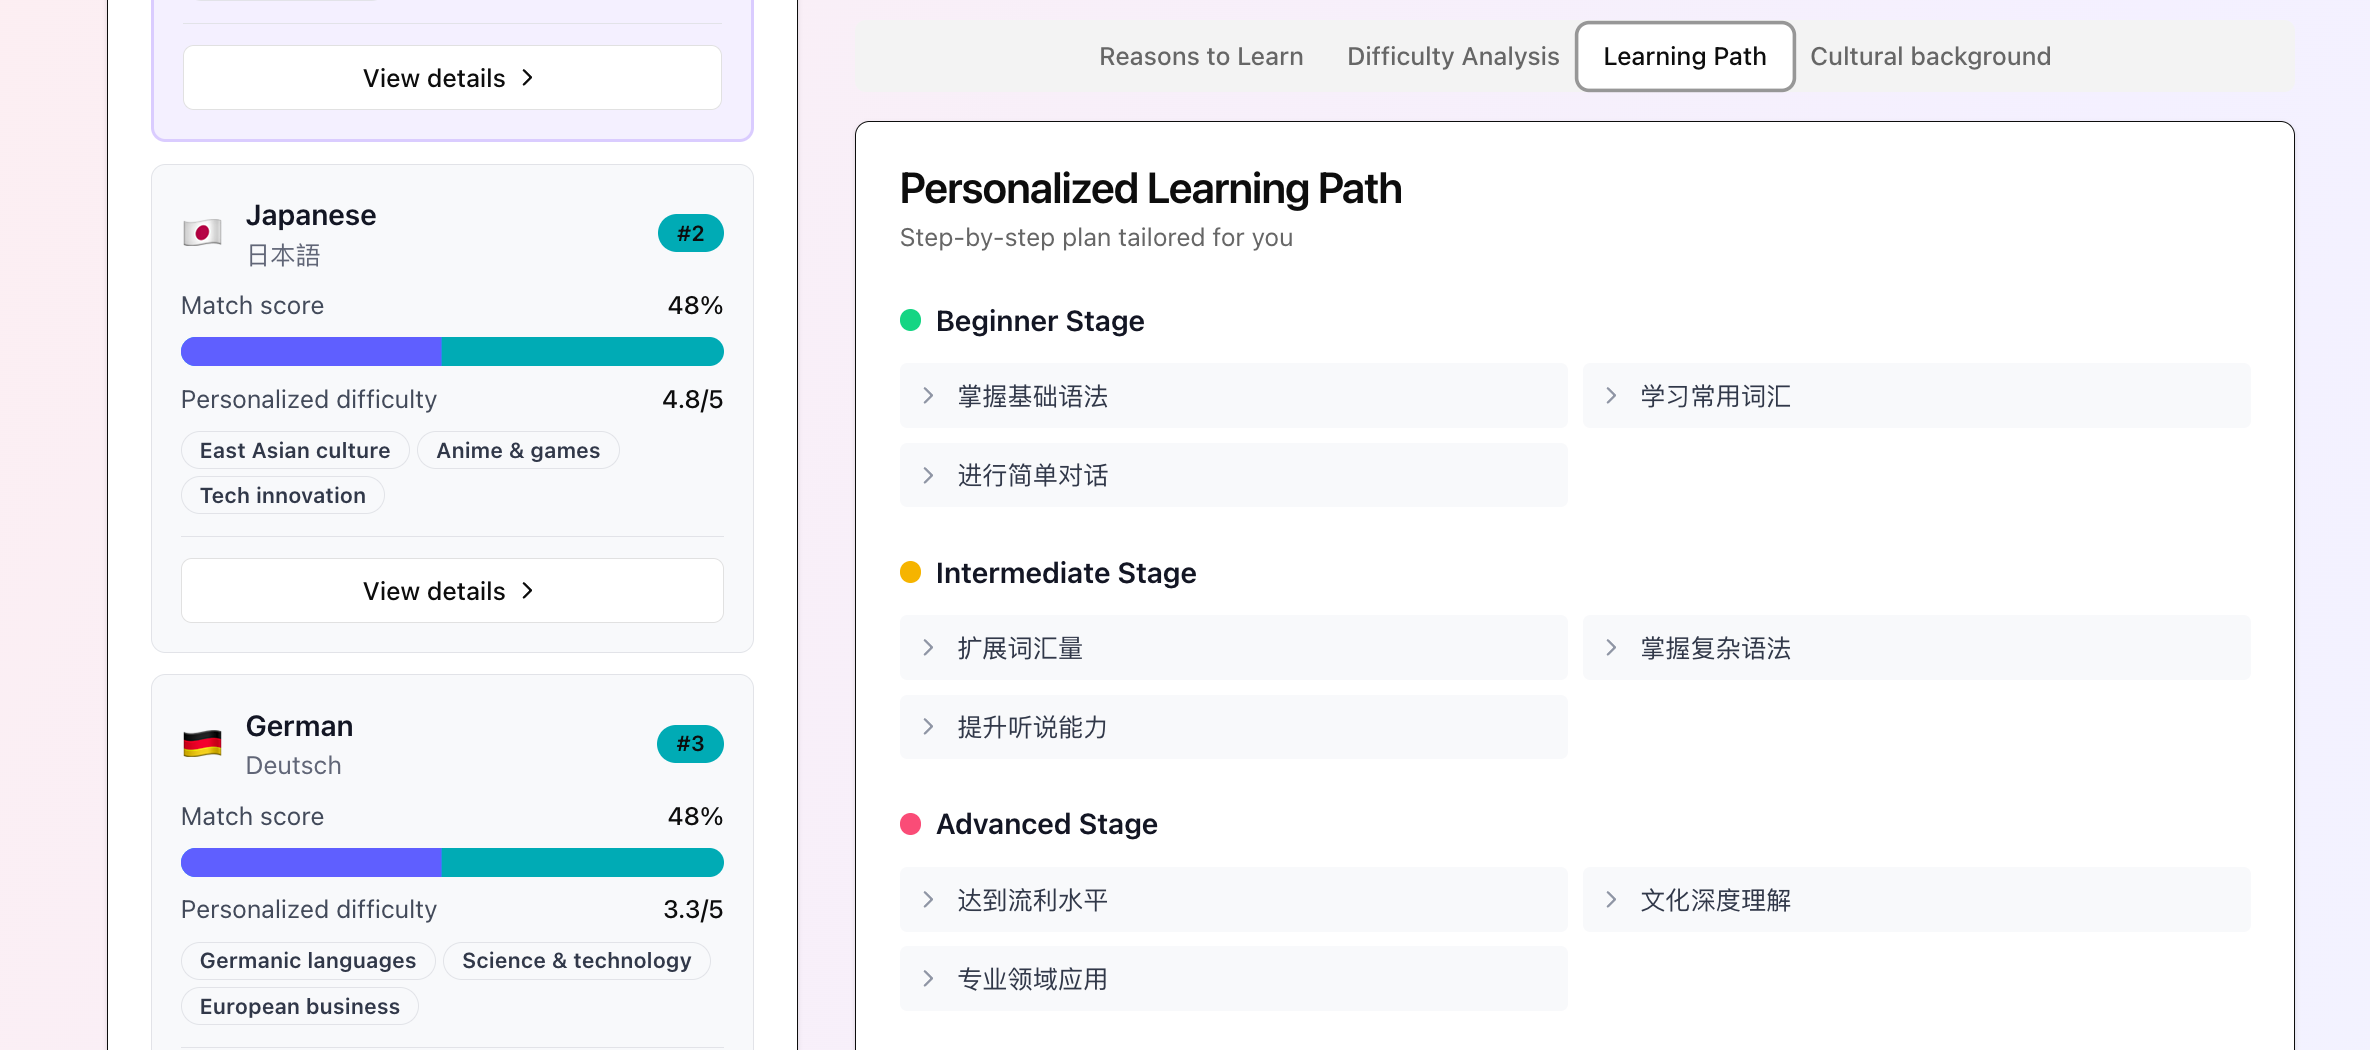 View details
Japanese
日本語
#2
Match score
48%
Personalized difficulty
4.8/5
East Asian culture
Anime & games
Tech innovation
View details
German
Deutsch
#3
Match score
48%
Personalized difficulty
3.3/5
Germanic languages
Science & technology
European business
Reasons to Learn
Difficulty Analysis
Learning Path
Cultural background
Personalized Learning Path
Step-by-step plan tailored for you
Beginner Stage
掌握基础语法
学习常用词汇
进行简单对话
Intermediate Stage
扩展词汇量
掌握复杂语法
提升听说能力
Advanced Stage
达到流利水平
文化深度理解
专业领域应用